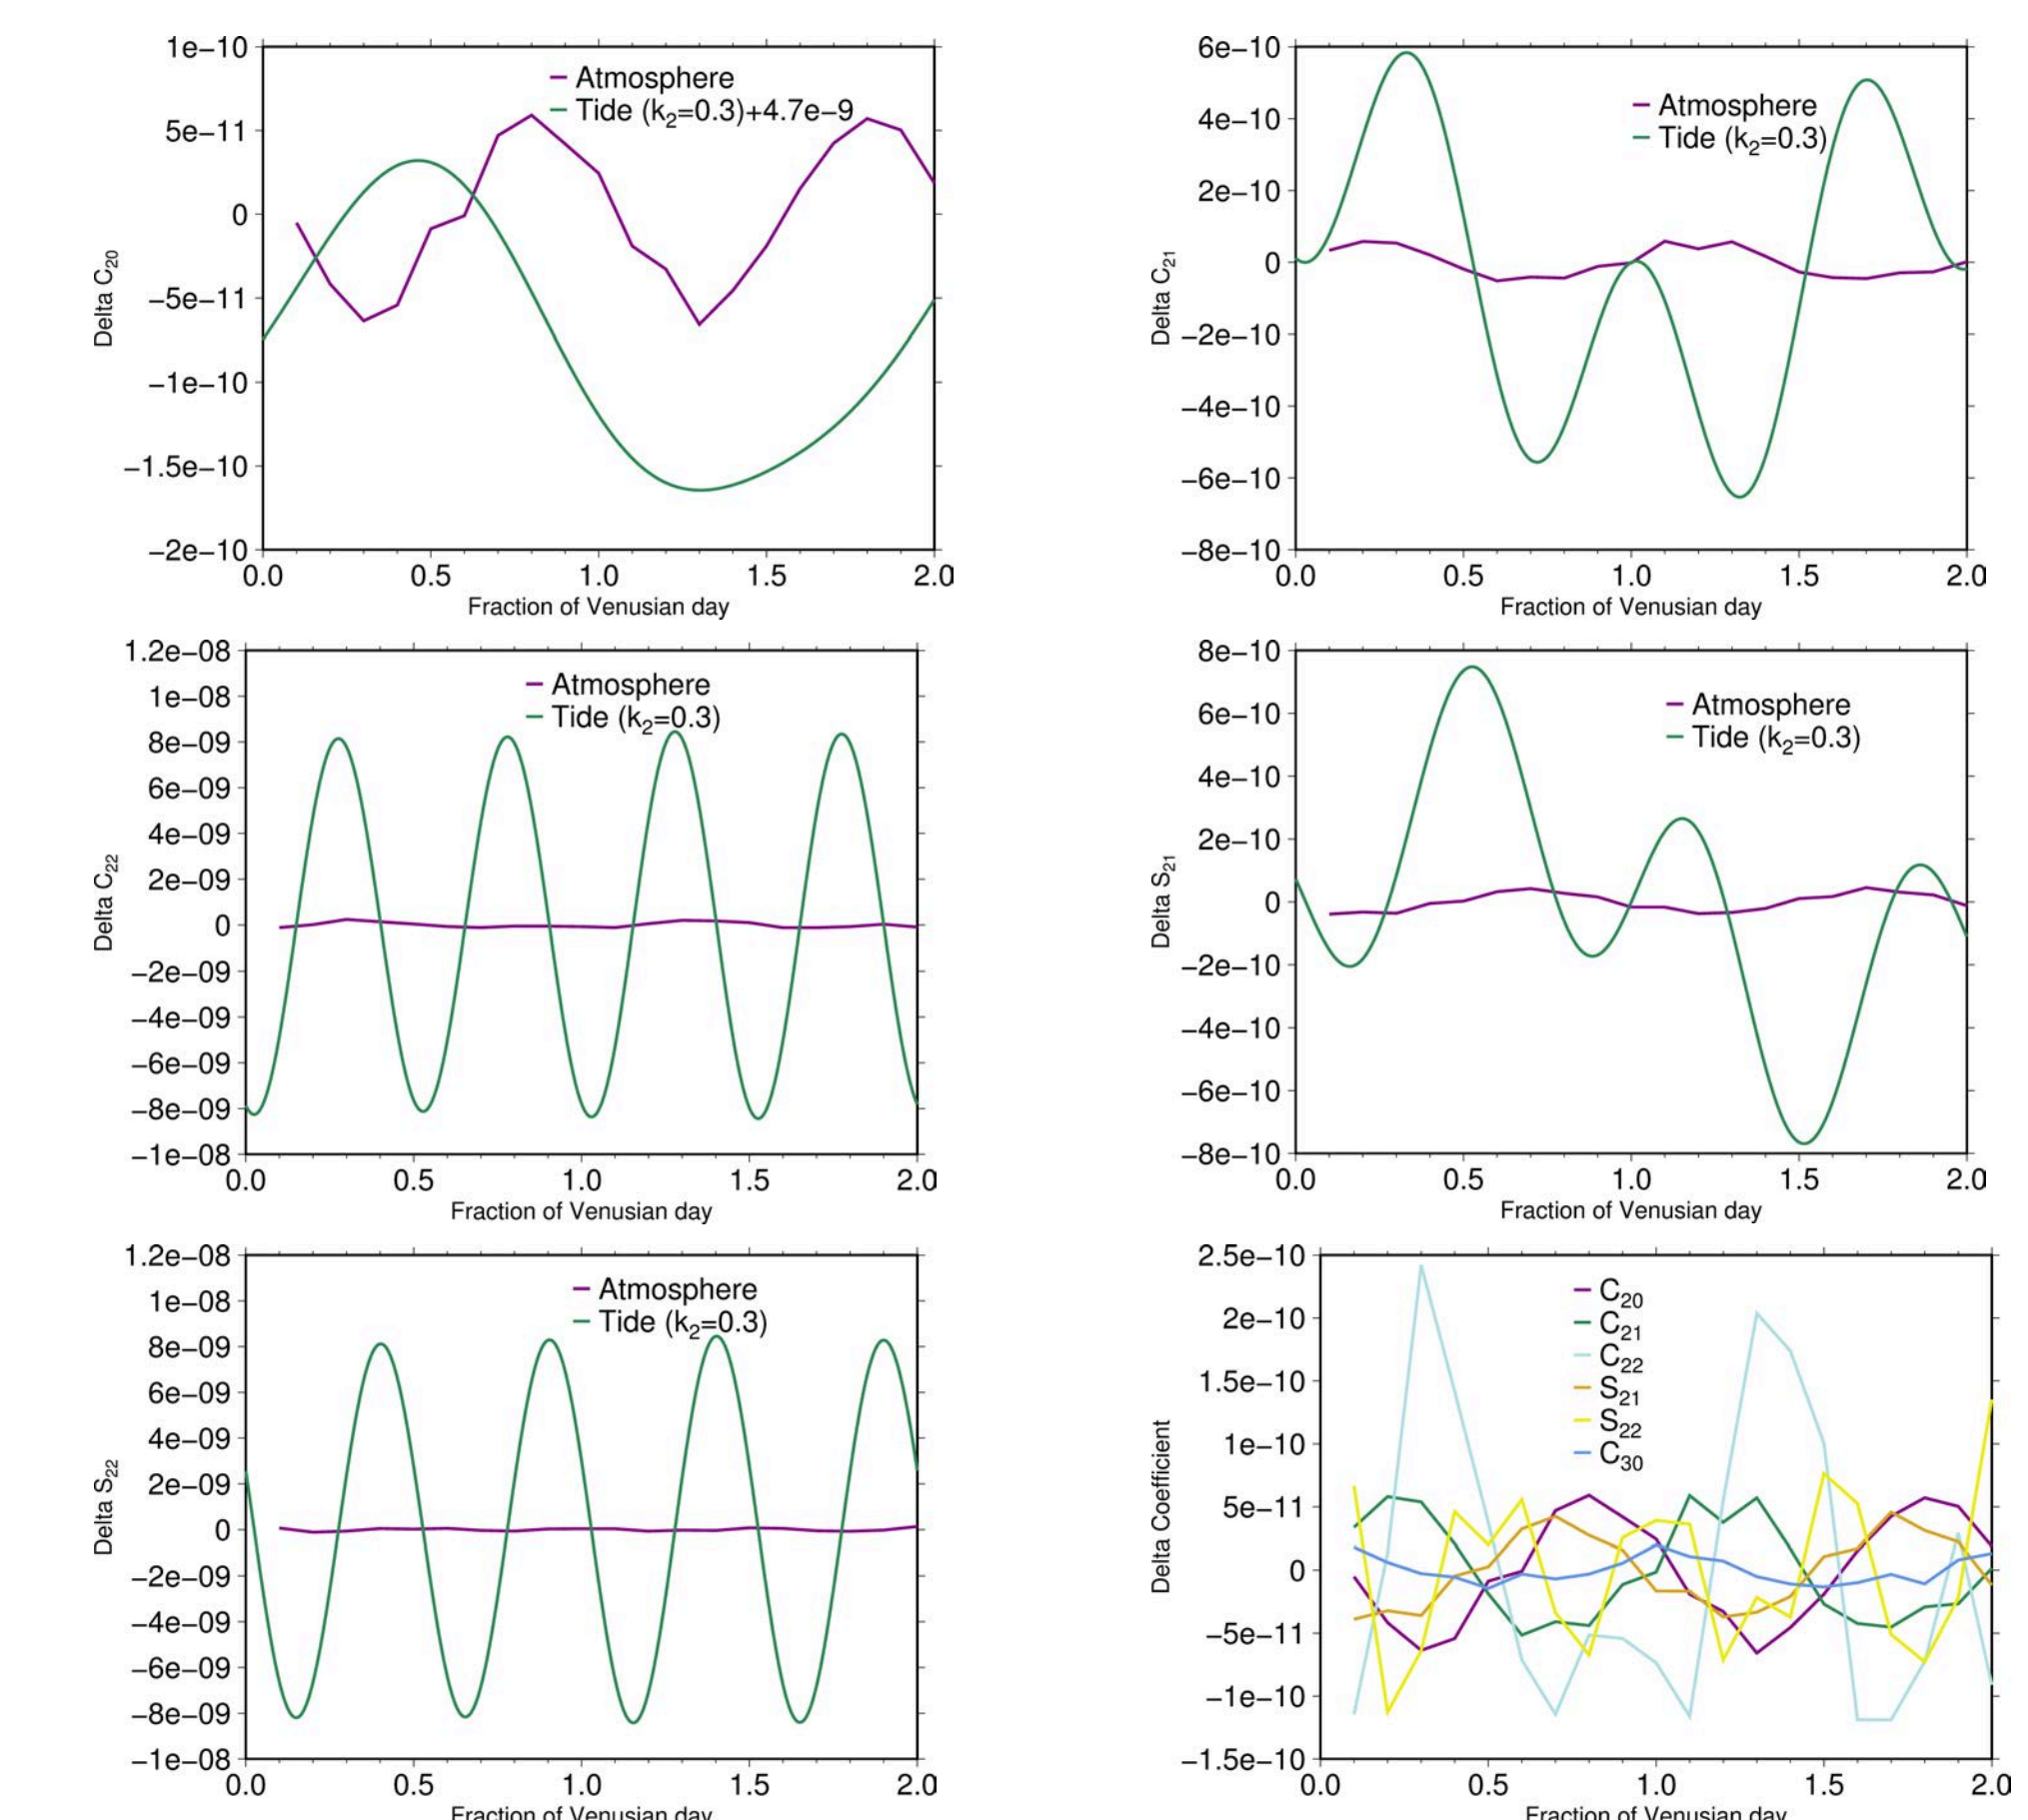 1e−10
5e−11
0
−5e−11
−1e−10
−1.5e−10
−2e−10
Delta C20
Atmosphere
Tide (k2=0.3)+4.7e−9
0.0 0.5 1.0 1.5 2.0
Fraction of Venusian day
6e−10
4e−10
2e−10
0
−2e−10
−4e−10
−6e−10
−8e−10
Delta C21
Atmosphere
Tide (k2=0.3)
0.0 0.5 1.0 1.5 2.0
Fraction of Venusian day
1.2e−08
1e−08
8e−09
6e−09
4e−09
2e−09
0
−2e−09
−4e−09
−6e−09
−8e−09
−1e−08
Delta C22
Atmosphere
Tide (k2=0.3)
0.0 0.5 1.0 1.5 2.0
Fraction of Venusian day
8e−10
6e−10
4e−10
2e−10
0
−2e−10
−4e−10
−6e−10
−8e−10
Delta S21
Atmosphere
Tide (k2=0.3)
0.0 0.5 1.0 1.5 2.0
Fraction of Venusian day
1.2e−08
1e−08
8e−09
6e−09
4e−09
2e−09
0
−2e−09
−4e−09
−6e−09
−8e−09
−1e−08
Delta S22
Atmosphere
Tide (k2=0.3)
0.0 0.5 1.0 1.5 2.0
Fraction of Venusian day
2.5e−10
2e−10
1.5e−10
1e−10
5e−11
0
−5e−11
−1e−10
−1.5e−10
Delta Coefficient
C20
C21
C22
S21
S22
C30
0.0 0.5 1.0 1.5 2.0
Fraction of Venusian day